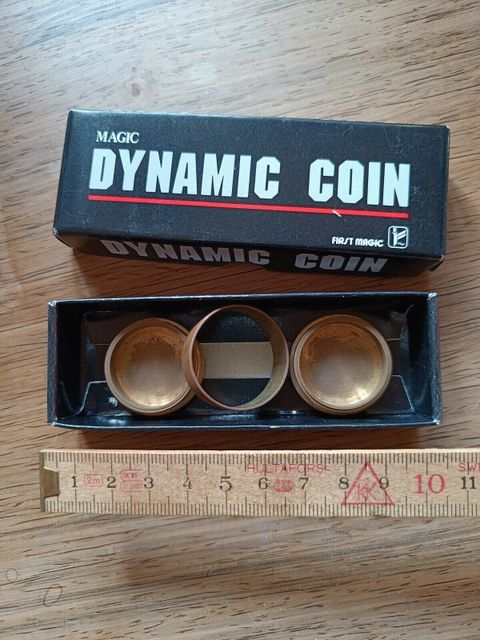 MAGIC
DYNAMIC COIN
FIRST MAGIC
DYNAMIC COIN
HULTAFORS
1 2m 2 3 4 5 6 7 8 9 10 11